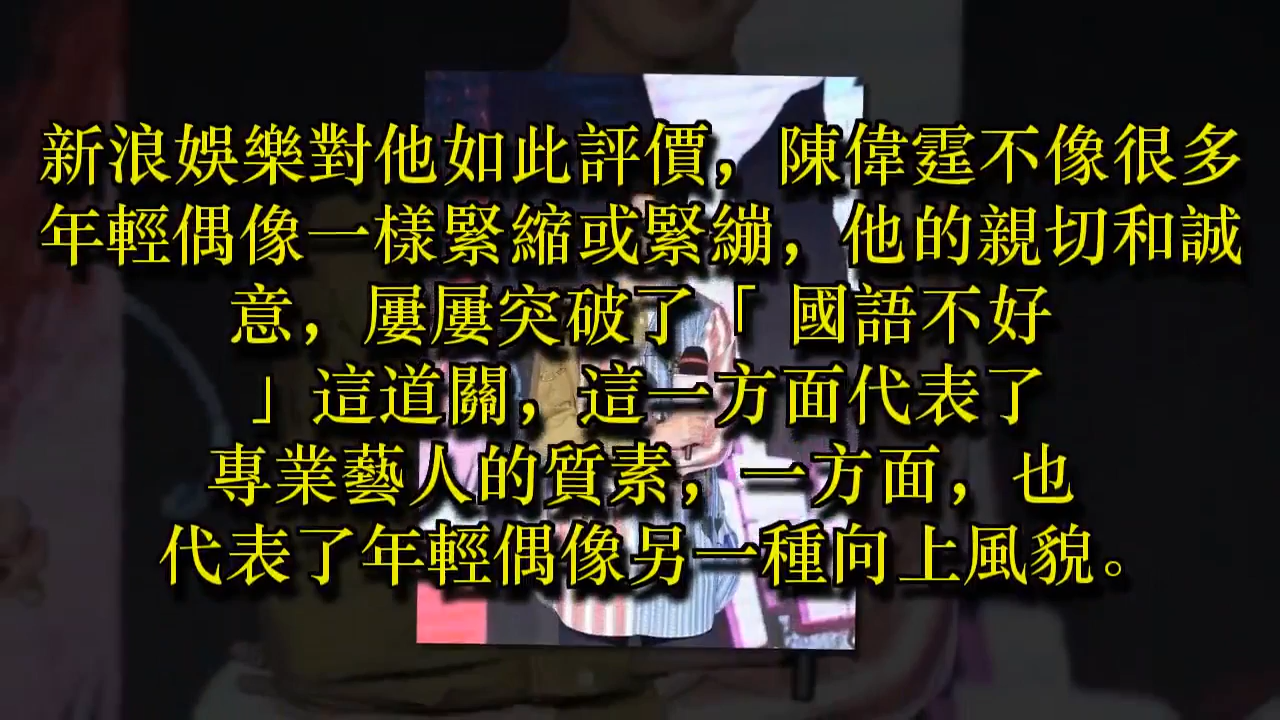 新浪娛樂對他如此評價，陳偉霆不像很多
年輕偶像一樣緊縮或緊繃，他的親切和誠
意，屢屢突破了「 國語不好
」這道關，這一方面代表了
專業藝人的質素，一方面，也
代表了年輕偶像另一種向上風貌。